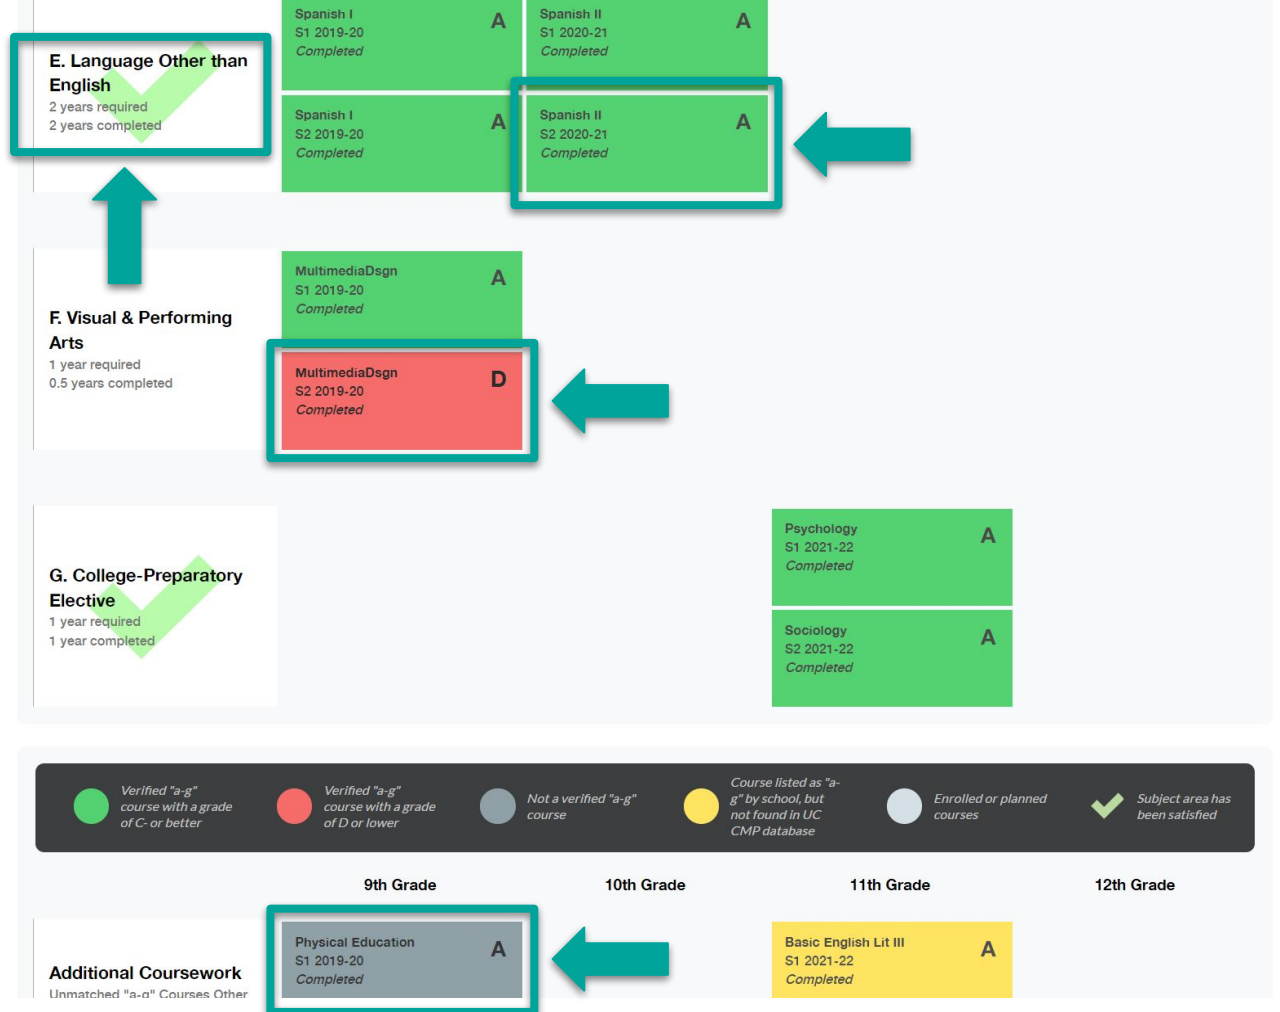 Spanish I
A
S1 2019-20
Completed
Spanish II
A
S1 2020-21
Completed
E. Language Other than
English
2 years required
2 years completed
Spanish I
A
S2 2019-20
Completed
Spanish II
A
S2 2020-21
Completed
MultimediaDsgn
A
S1 2019-20
Completed
F. Visual & Performing
Arts
1 year required
0.5 years completed
MultimediaDsgn
D
S2 2019-20
Completed
Psychology
A
S1 2021-22
Completed
G. College-Preparatory
Elective
1 year required
1 year completed
Sociology
A
S2 2021-22
Completed
Verified "a-g"
course with a grade
of C- or better
Verified "a-g"
course with a grade
of D or lower
Not a verified "a-g"
course
Course listed as "a-
g" by school, but
not found in UC
CMP database
Enrolled or planned
courses
Subject area has
been satisfied
9th Grade
10th Grade
11th Grade
12th Grade
Physical Education
A
S1 2019-20
Completed
Basic English Lit III
A
S1 2021-22
Completed
Additional Coursework
Unmatched "a-g" Courses Other